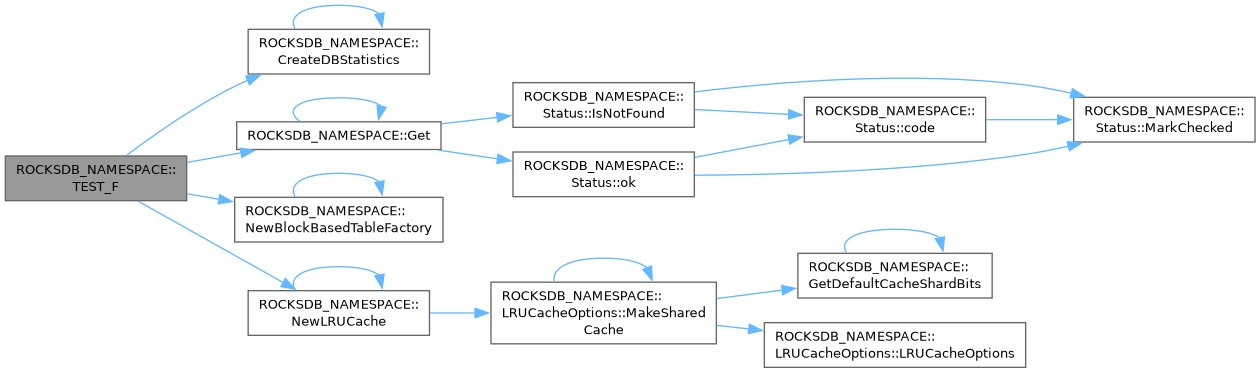 ROCKSDB_NAMESPACE::
TEST_F
ROCKSDB_NAMESPACE::
CreateDBStatistics
ROCKSDB_NAMESPACE::Get
ROCKSDB_NAMESPACE::
NewBlockBasedTableFactory
ROCKSDB_NAMESPACE::
NewLRUCache
ROCKSDB_NAMESPACE::
Status::IsNotFound
ROCKSDB_NAMESPACE::
Status::ok
ROCKSDB_NAMESPACE::
LRUCacheOptions::MakeShared
Cache
ROCKSDB_NAMESPACE::
Status::code
ROCKSDB_NAMESPACE::
GetDefaultCacheShardBits
ROCKSDB_NAMESPACE::
LRUCacheOptions::LRUCacheOptions
ROCKSDB_NAMESPACE::
Status::MarkChecked